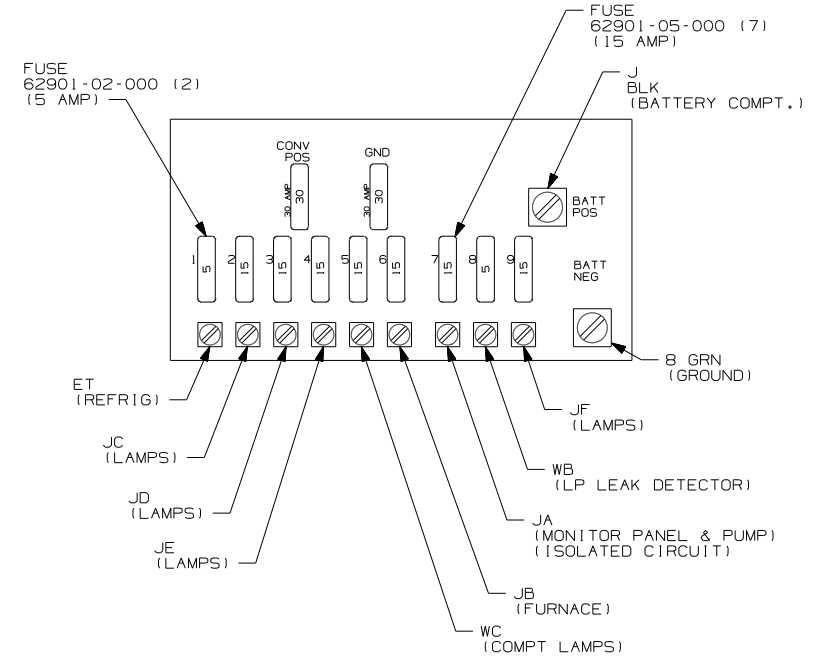 FUSE
62901-05-000 (7)
(15 AMP)
FUSE
62901-02-000 (2)
(5 AMP)
J
BLK
(BATTERY COMPT.)
CONV
POS
GND
30 AMP
30
30 AMP
30
BATT
POS
1
5
2
15
3
15
4
15
5
15
6
15
7
15
8
5
9
15
BATT
NEG
8 GRN
(GROUND)
ET
(REFRIG)
JF
(LAMPS)
JC
(LAMPS)
WB
(LP LEAK DETECTOR)
JD
(LAMPS)
JA
(MONITOR PANEL & PUMP)
(ISOLATED CIRCUIT)
JE
(LAMPS)
JB
(FURNACE)
WC
(COMPT LAMPS)